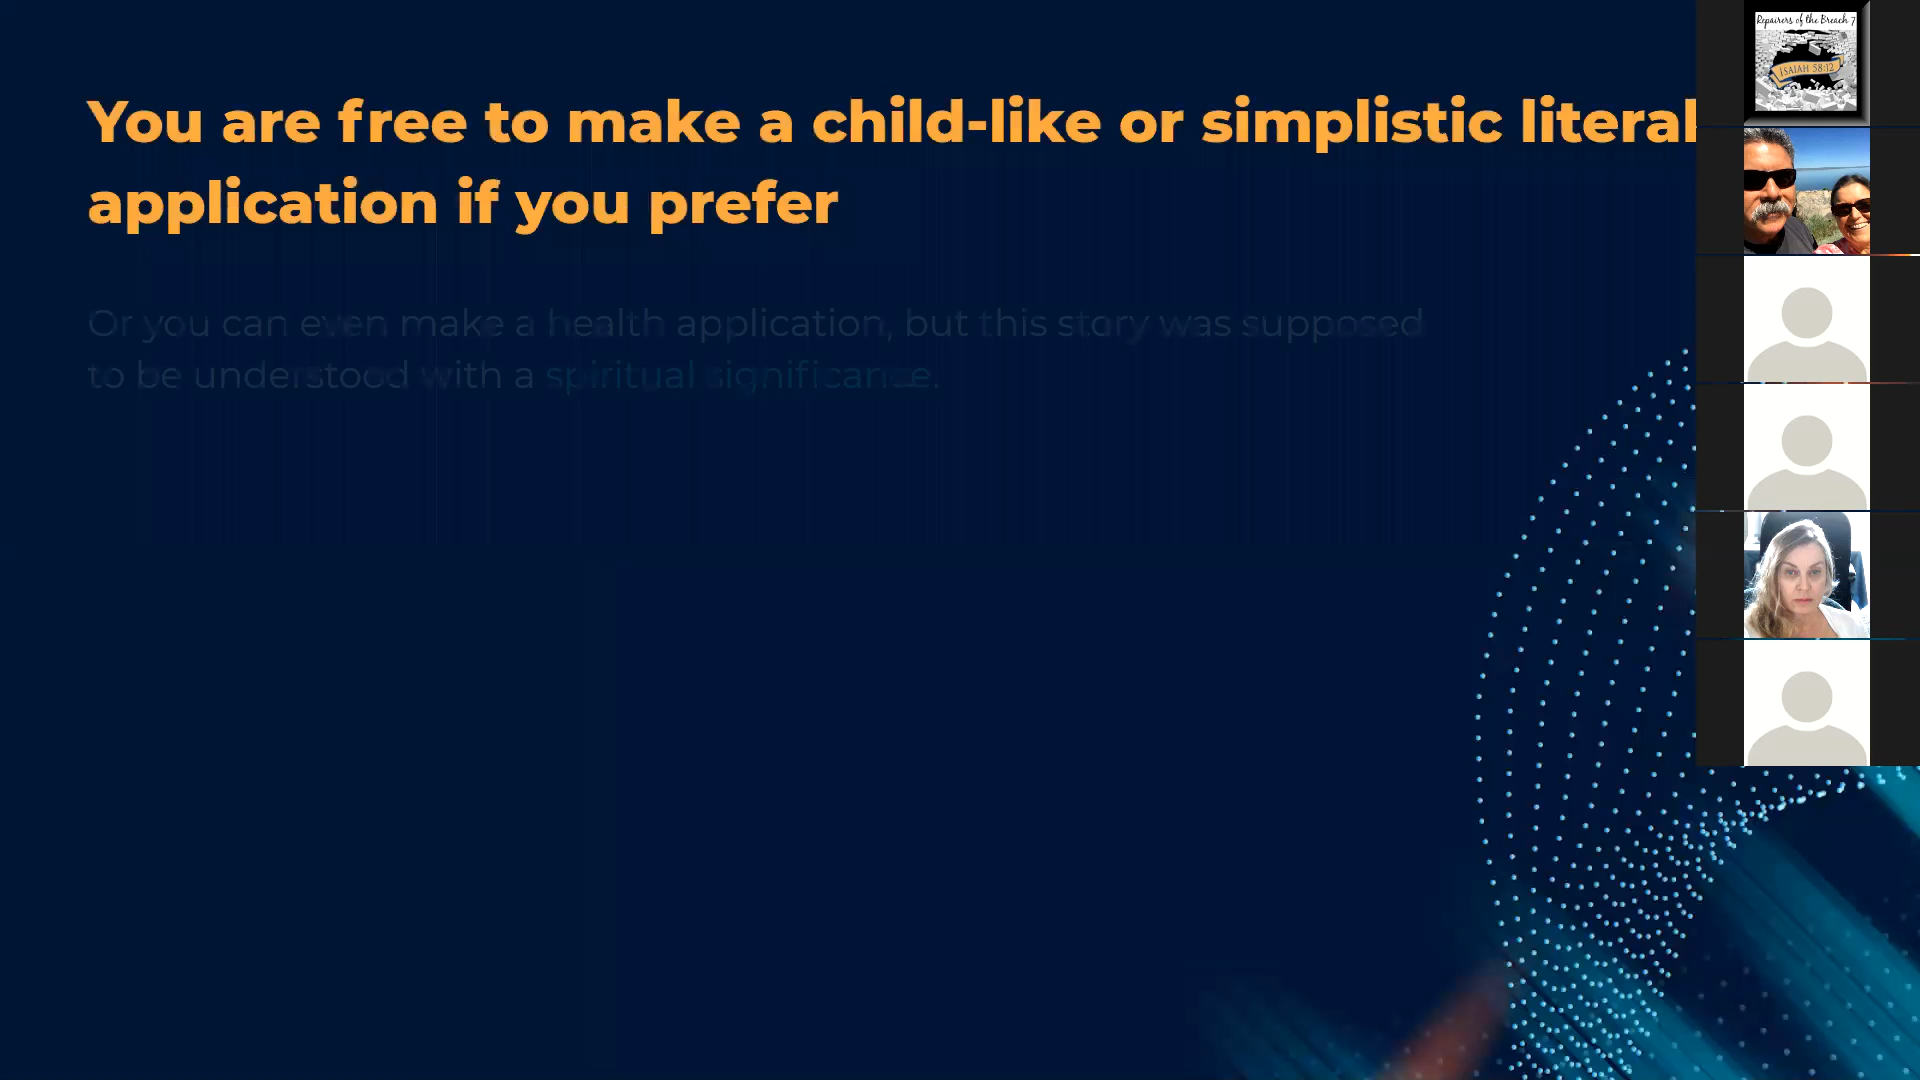 You are free to make a child-like or simplistic literal
application if you prefer
Or you can even make a health application, but this story was supposed
to be understood with a spiritual significance.
Repairers of the Breach 7
ISAIAH 58:12